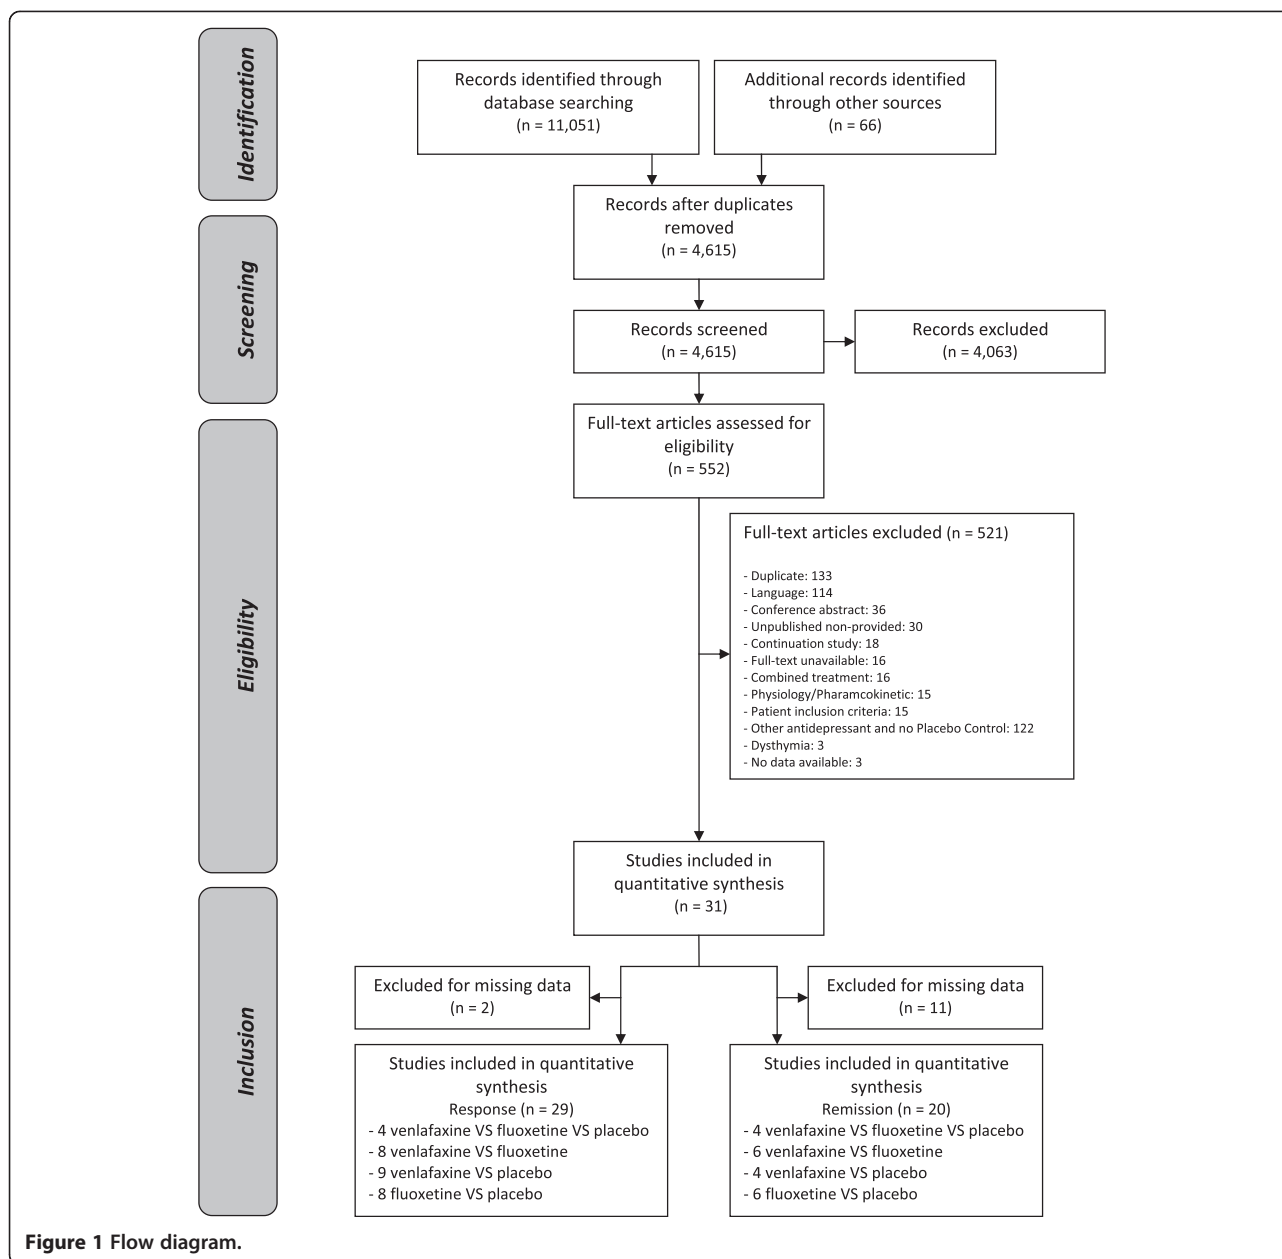 Identification
Records identified through
database searching
(n = 11,051)
Additional records identified
through other sources
(n = 66)
Records after duplicates
removed
(n = 4,615)
Screening
Records screened
(n = 4,615)
Records excluded
(n = 4,063)
Eligibility
Full-text articles assessed for
eligibility
(n = 552)
Full-text articles excluded (n = 521)
- Duplicate: 133
- Language: 114
- Conference abstract: 36
- Unpublished non-provided: 30
- Continuation study: 18
- Full-text unavailable: 16
- Combined treatment: 16
- Physiology/Pharamcokinetic: 15
- Patient inclusion criteria: 15
- Other antidepressant and no Placebo Control: 122
- Dysthymia: 3
- No data available: 3
Studies included in
quantitative synthesis
(n = 31)
Inclusion
Excluded for missing data
(n = 2)
Excluded for missing data
(n = 11)
Studies included in quantitative
synthesis
Response (n = 29)
- 4 venlafaxine VS fluoxetine VS placebo
- 8 venlafaxine VS fluoxetine
- 9 venlafaxine VS placebo
- 8 fluoxetine VS placebo
Studies included in quantitative
synthesis
Remission (n = 20)
- 4 venlafaxine VS fluoxetine VS placebo
- 6 venlafaxine VS fluoxetine
- 4 venlafaxine VS placebo
- 6 fluoxetine VS placebo
Figure 1 Flow diagram.